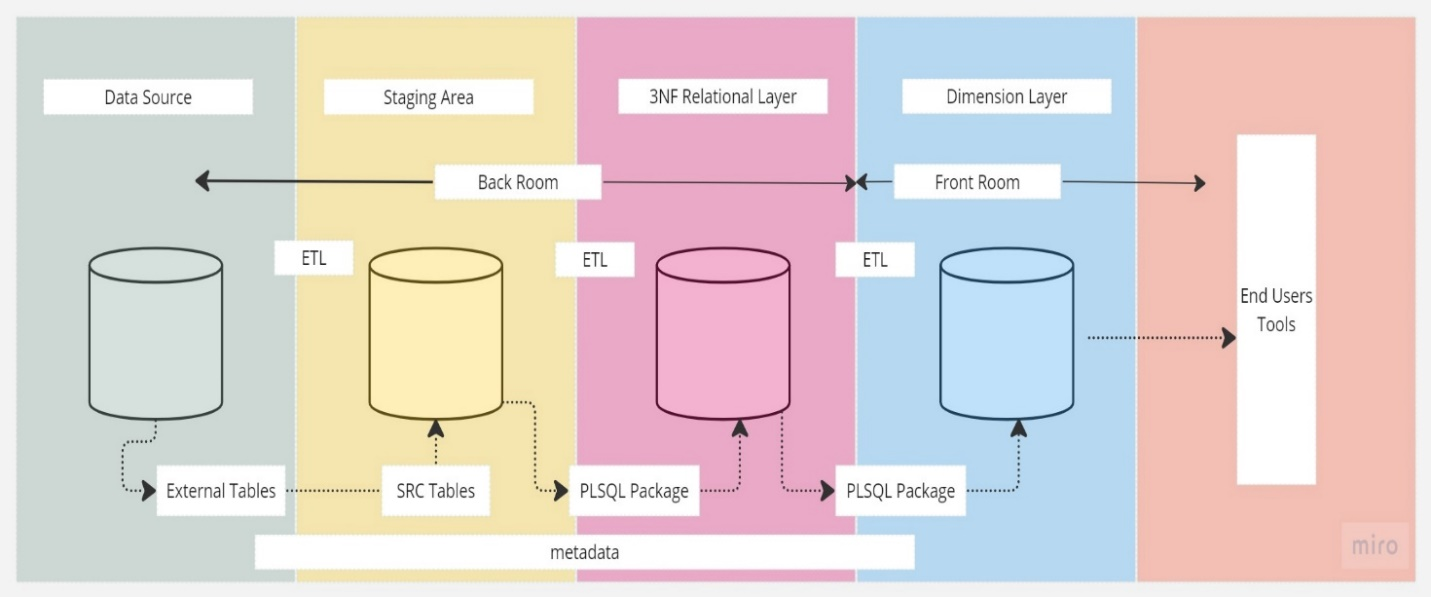 Data Source
Staging Area
3NF Relational Layer
Dimension Layer
Back Room
Front Room
ETL
ETL
ETL
End Users
Tools
External Tables
SRC Tables
PLSQL Package
PLSQL Package
metadata
miro